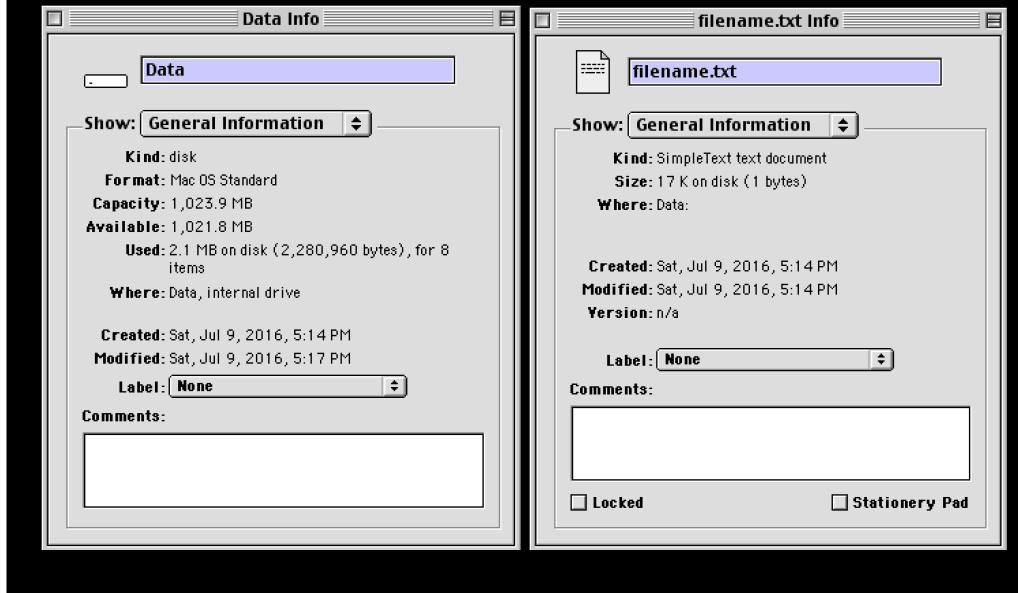 Data Info
Data
Show: General Information
Kind: disk
Format: Mac OS Standard
Capacity: 1,023.9 MB
Available: 1,021.8 MB
Used: 2.1 MB on disk (2,280,960 bytes), for 8
items
Where: Data, internal drive
Created: Sat, Jul 9, 2016, 5:14 PM
Modified: Sat, Jul 9, 2016, 5:17 PM
Label: None
Comments:
filename.txt Info
filename.txt
Show: General Information
Kind: SimpleText text document
Size: 17 K on disk (1 bytes)
Where: Data:
Created: Sat, Jul 9, 2016, 5:14 PM
Modified: Sat, Jul 9, 2016, 5:14 PM
Version: n/a
Label: None
Comments:
Locked
Stationery Pad